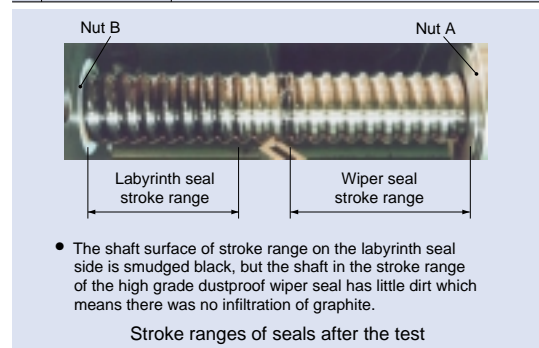 Nut B
Nut A
Labyrinth seal
stroke range
Wiper seal
stroke range
● The shaft surface of stroke range on the labyrinth seal
side is smudged black, but the shaft in the stroke range
of the high grade dustproof wiper seal has little dirt which
means there was no infiltration of graphite.
Stroke ranges of seals after the test